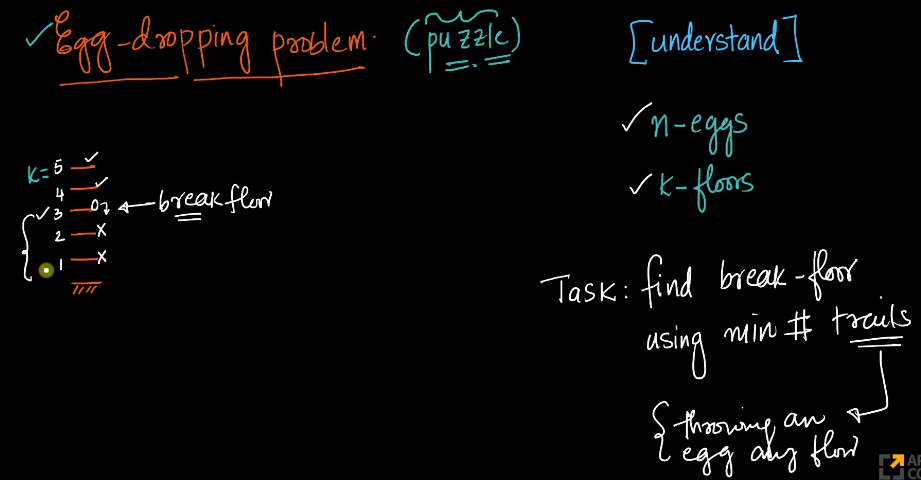 ✓ Egg-dropping problem. (puzzle) [understand]
✓ n-eggs
✓ k-floors
k= 5 ✓
4 ✓
✓ 3 ← break floor
2 x
1 x
Task: find break-floor
using min # trails
{throwing an
egg any floor